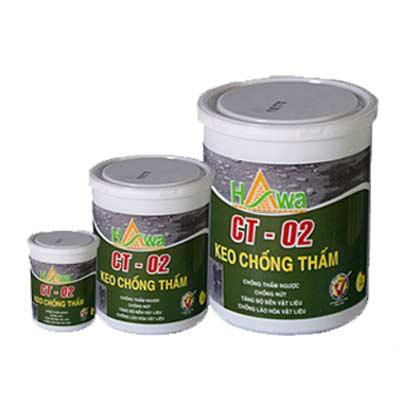 Hawa
CT - 02
KEO CHỐNG THẤM
CHỐNG THẤM NGƯỢC
CHỐNG NỨT
TĂNG ĐỘ BỀN VẬT LIỆU
CHỐNG LÃO HÓA VẬT LIỆU
Hawa
CT - 02
KEO CHỐNG THẤM
CHỐNG THẤM NGƯỢC
CHỐNG NỨT
TĂNG ĐỘ BỀN VẬT LIỆU
CHỐNG LÃO HÓA VẬT LIỆU
Hawa
CT - 02
KEO CHỐNG THẤM